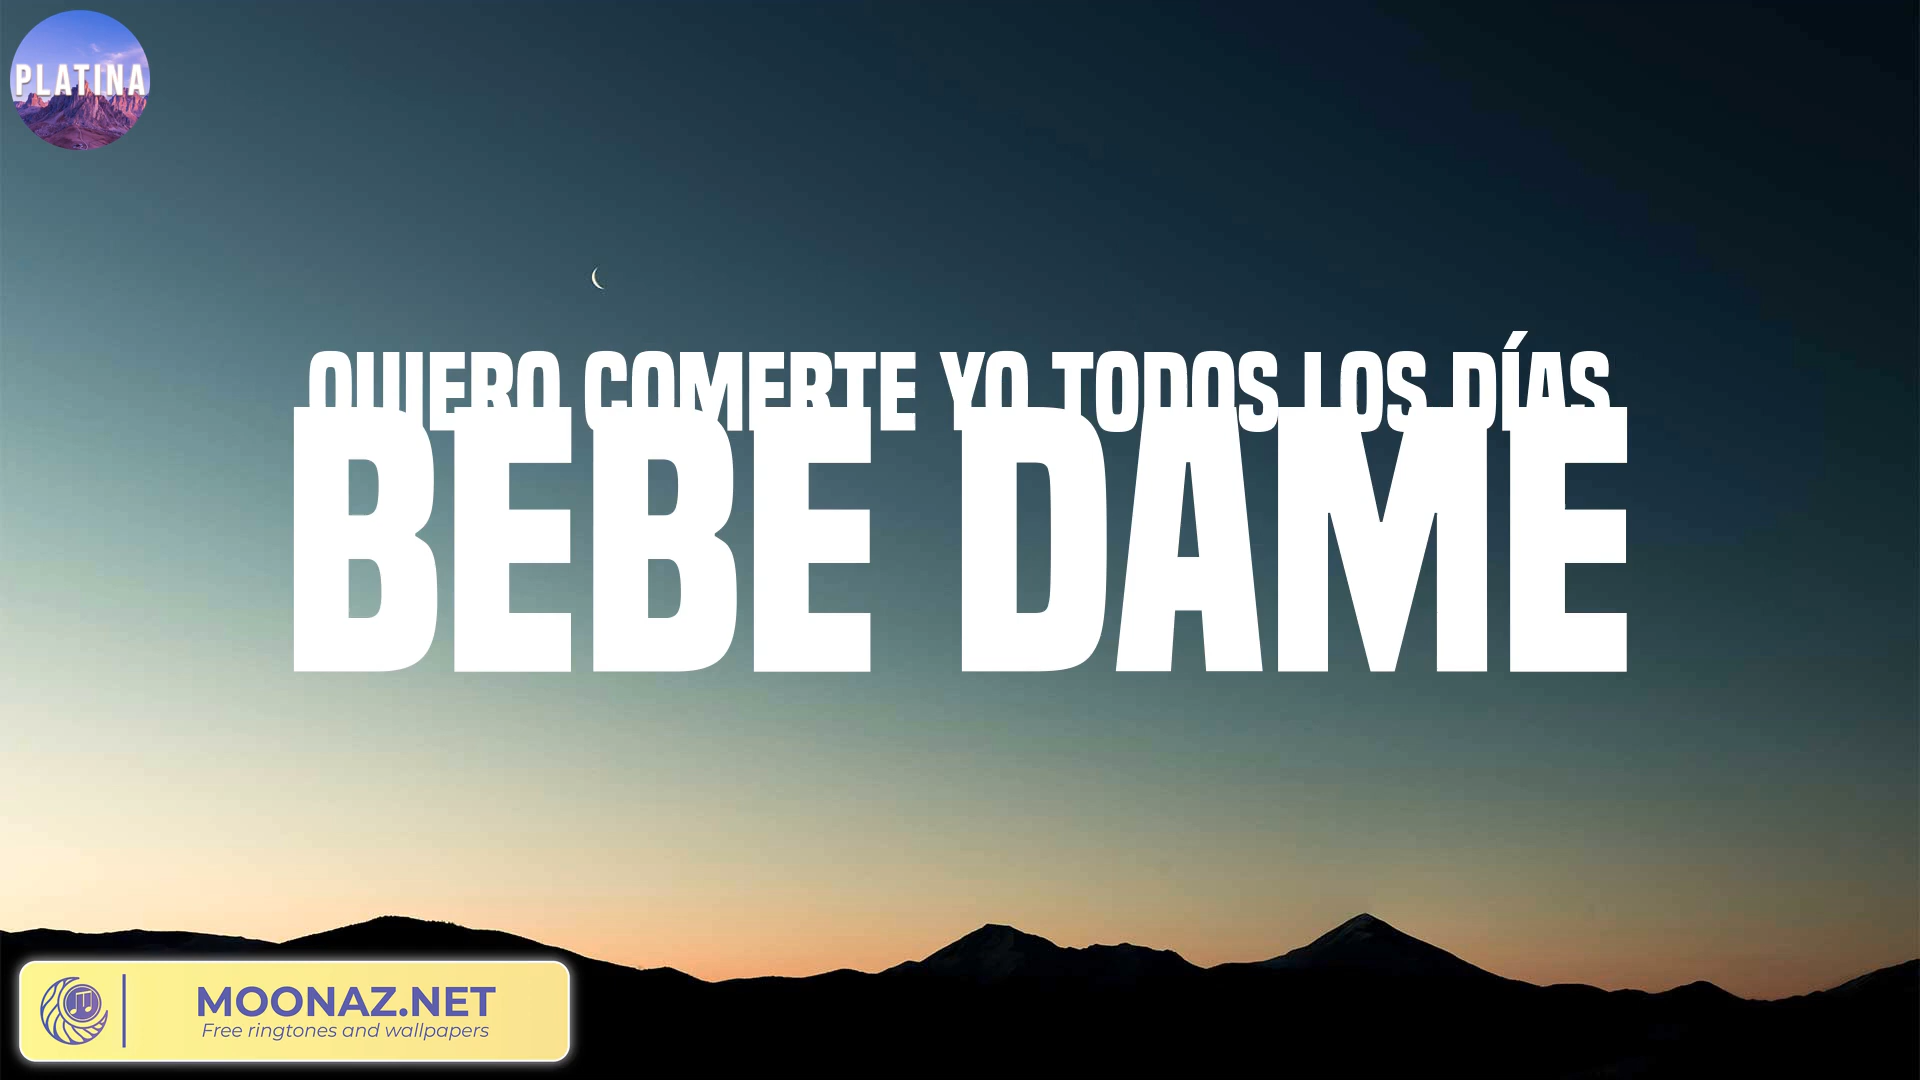 PLATINA
QUIERO COMERTE YO TODOS LOS DÍAS
BEBE DAME
MOONAZ.NET
Free ringtones and wallpapers